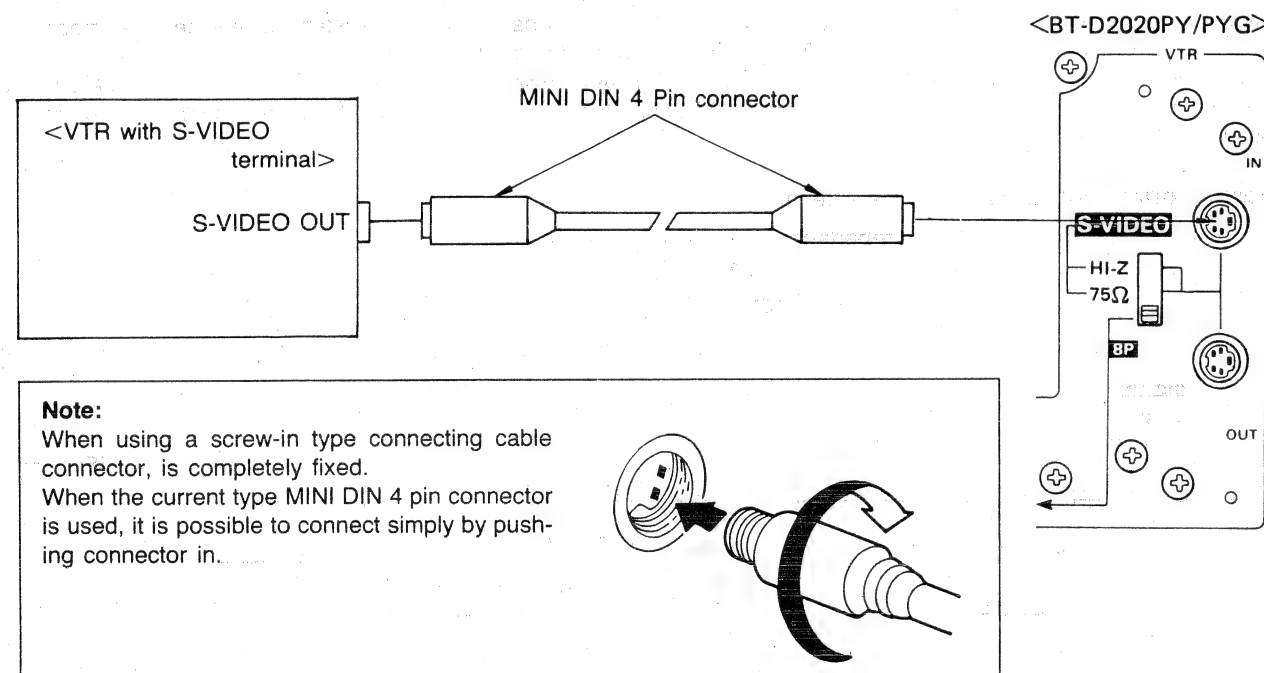 <BT-D2020PY/PYG>
VTR
MINI DIN 4 Pin connector
<VTR with S-VIDEO
terminal>
IN
S-VIDEO OUT
S-VIDEO
HI-Z
75Ω
8P
OUT
Note:
When using a screw-in type connecting cable
connector, is completely fixed.
When the current type MINI DIN 4 pin connector
is used, it is possible to connect simply by push-
ing connector in.